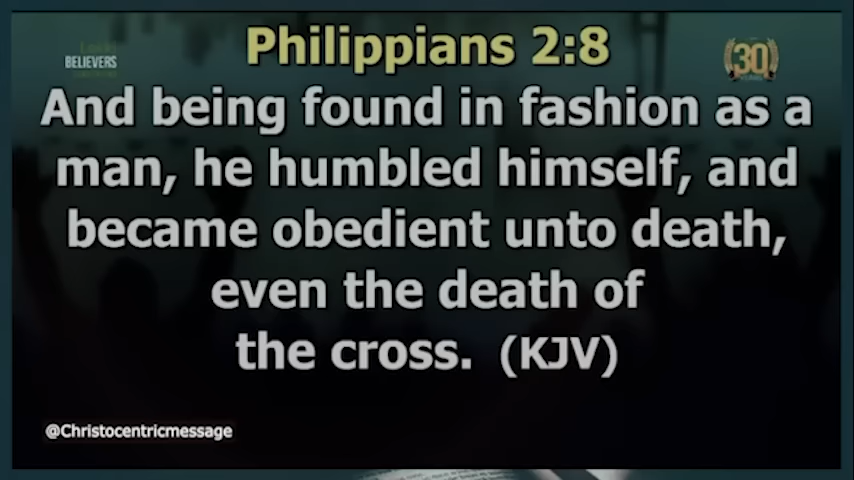 Philippians 2:8
BELIEVERS
30
And being found in fashion as a
man, he humbled himself, and
became obedient unto death,
even the death of
the cross. (KJV)
@Christocentricmessage